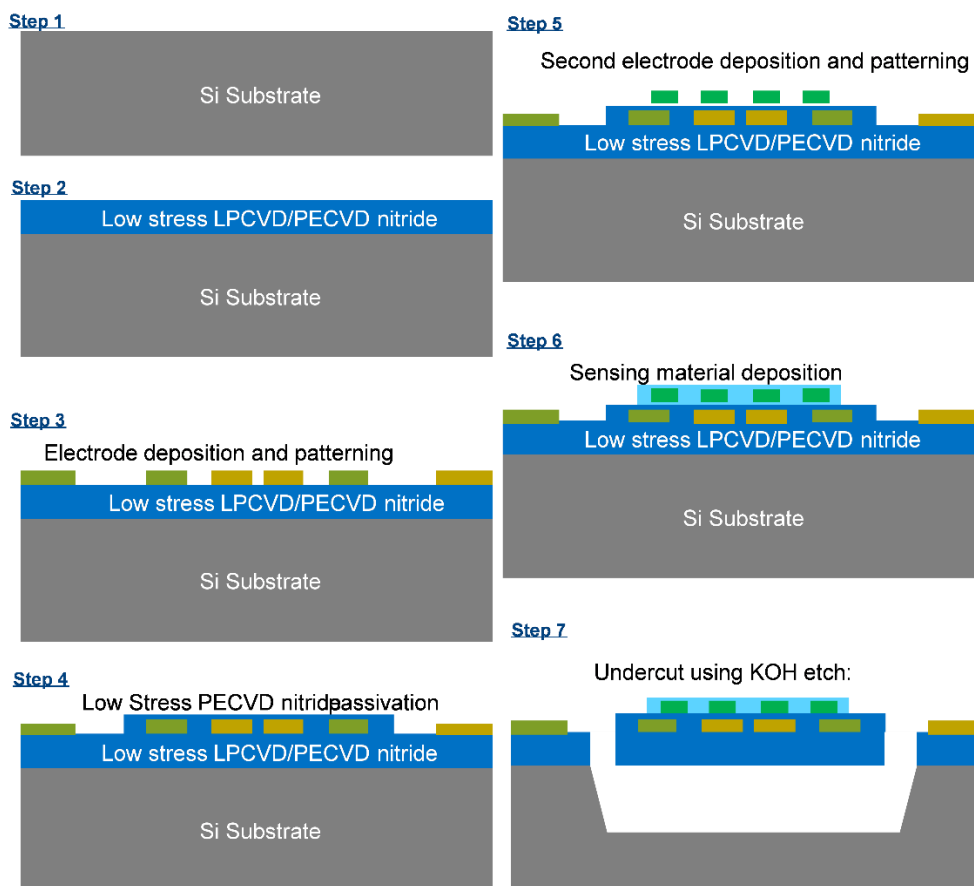 Step 1
Si Substrate
Step 2
Low stress LPCVD/PECVD nitride
Si Substrate
Step 3
Electrode deposition and patterning
Low stress LPCVD/PECVD nitride
Si Substrate
Step 4
Low Stress PECVD nitride passivation
Low stress LPCVD/PECVD nitride
Si Substrate
Step 5
Second electrode deposition and patterning
Low stress LPCVD/PECVD nitride
Si Substrate
Step 6
Sensing material deposition
Low stress LPCVD/PECVD nitride
Si Substrate
Step 7
Undercut using KOH etch: